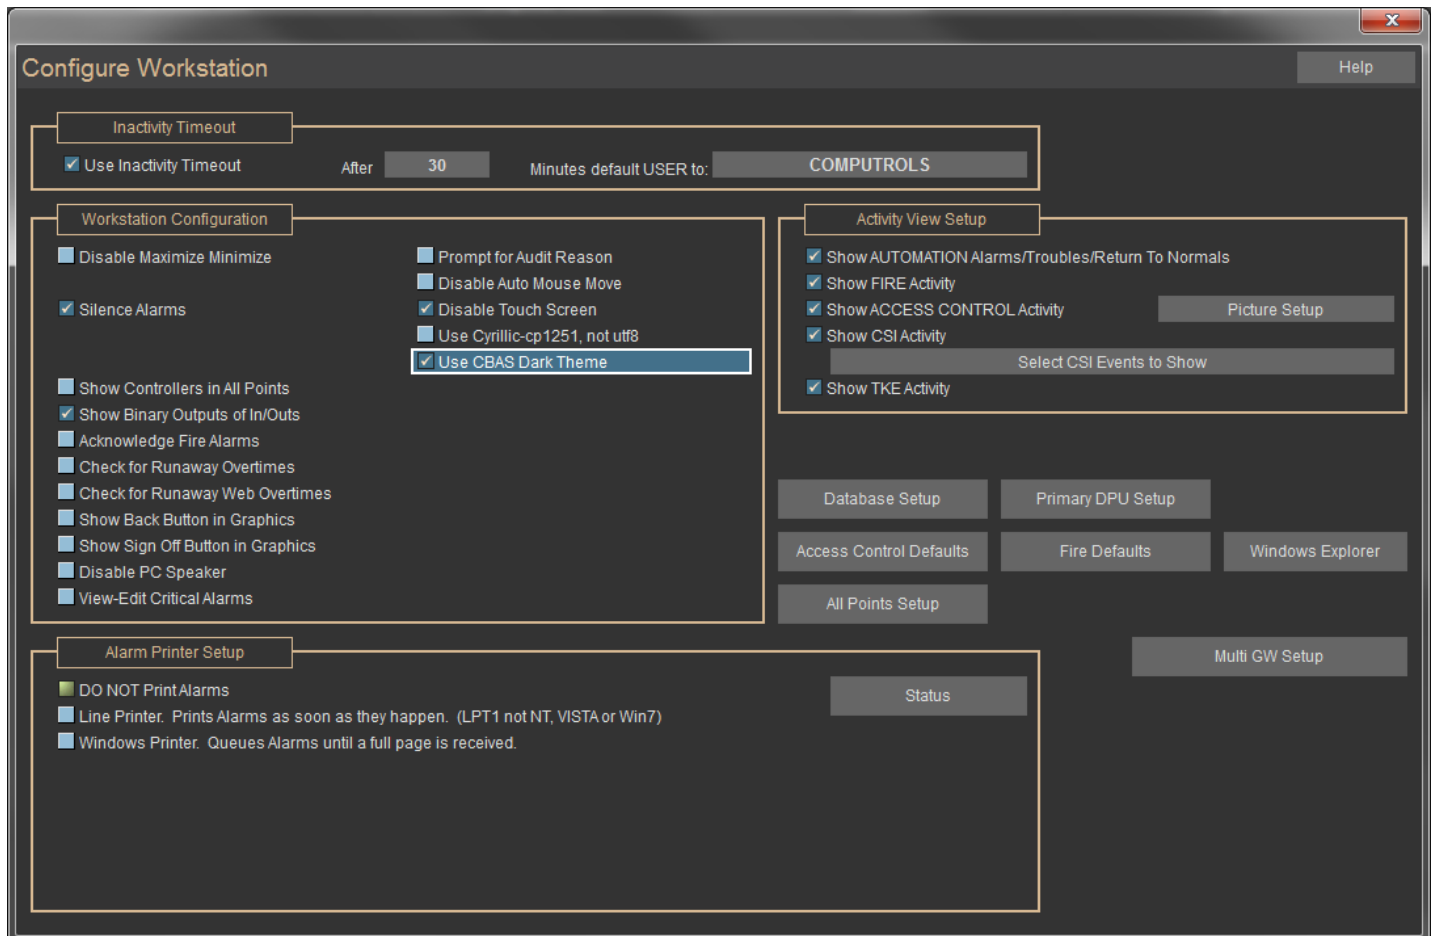 Configure Workstation
Help
Inactivity Timeout
Use Inactivity Timeout After 30 Minutes default USER to: COMPUTROLS
Workstation Configuration
Disable Maximize Minimize
Silence Alarms
Show Controllers in All Points
Show Binary Outputs of In/Outs
Acknowledge Fire Alarms
Check for Runaway Overtimes
Check for Runaway Web Overtimes
Show Back Button in Graphics
Show Sign Off Button in Graphics
Disable PC Speaker
View-Edit Critical Alarms
Prompt for Audit Reason
Disable Auto Mouse Move
Disable Touch Screen
Use Cyrillic-cp1251, not utf8
Use CBAS Dark Theme
Activity View Setup
Show AUTOMATION Alarms/Troubles/Return To Normals
Show FIRE Activity
Show ACCESS CONTROL Activity Picture Setup
Show CSI Activity
Select CSI Events to Show
Show TKE Activity
Database Setup Primary DPU Setup
Access Control Defaults Fire Defaults Windows Explorer
All Points Setup
Multi GW Setup
Alarm Printer Setup
DO NOT Print Alarms
Status
Line Printer. Prints Alarms as soon as they happen. (LPT1 not NT, VISTA or Win7)
Windows Printer. Queues Alarms until a full page is received.